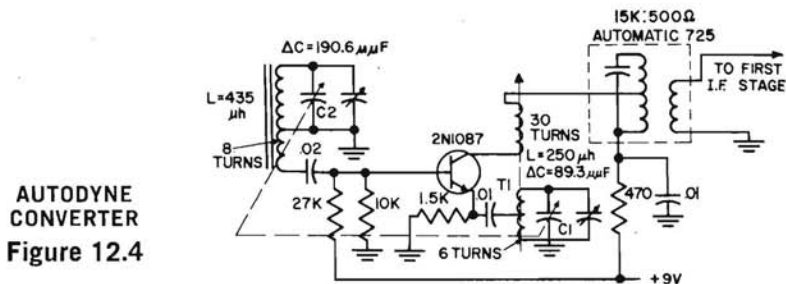 15K:500Ω
AUTOMATIC 725
ΔC=190.6μμF
TO FIRST
I.F. STAGE
L=435
μh
C2
30
TURNS
8
TURNS
.02
2N1087
L=250μh
ΔC=89.3μμF
T1
.01
1.5K
27K
10K
470
.01
C1
6 TURNS
+9V
AUTODYNE
CONVERTER
Figure 12.4